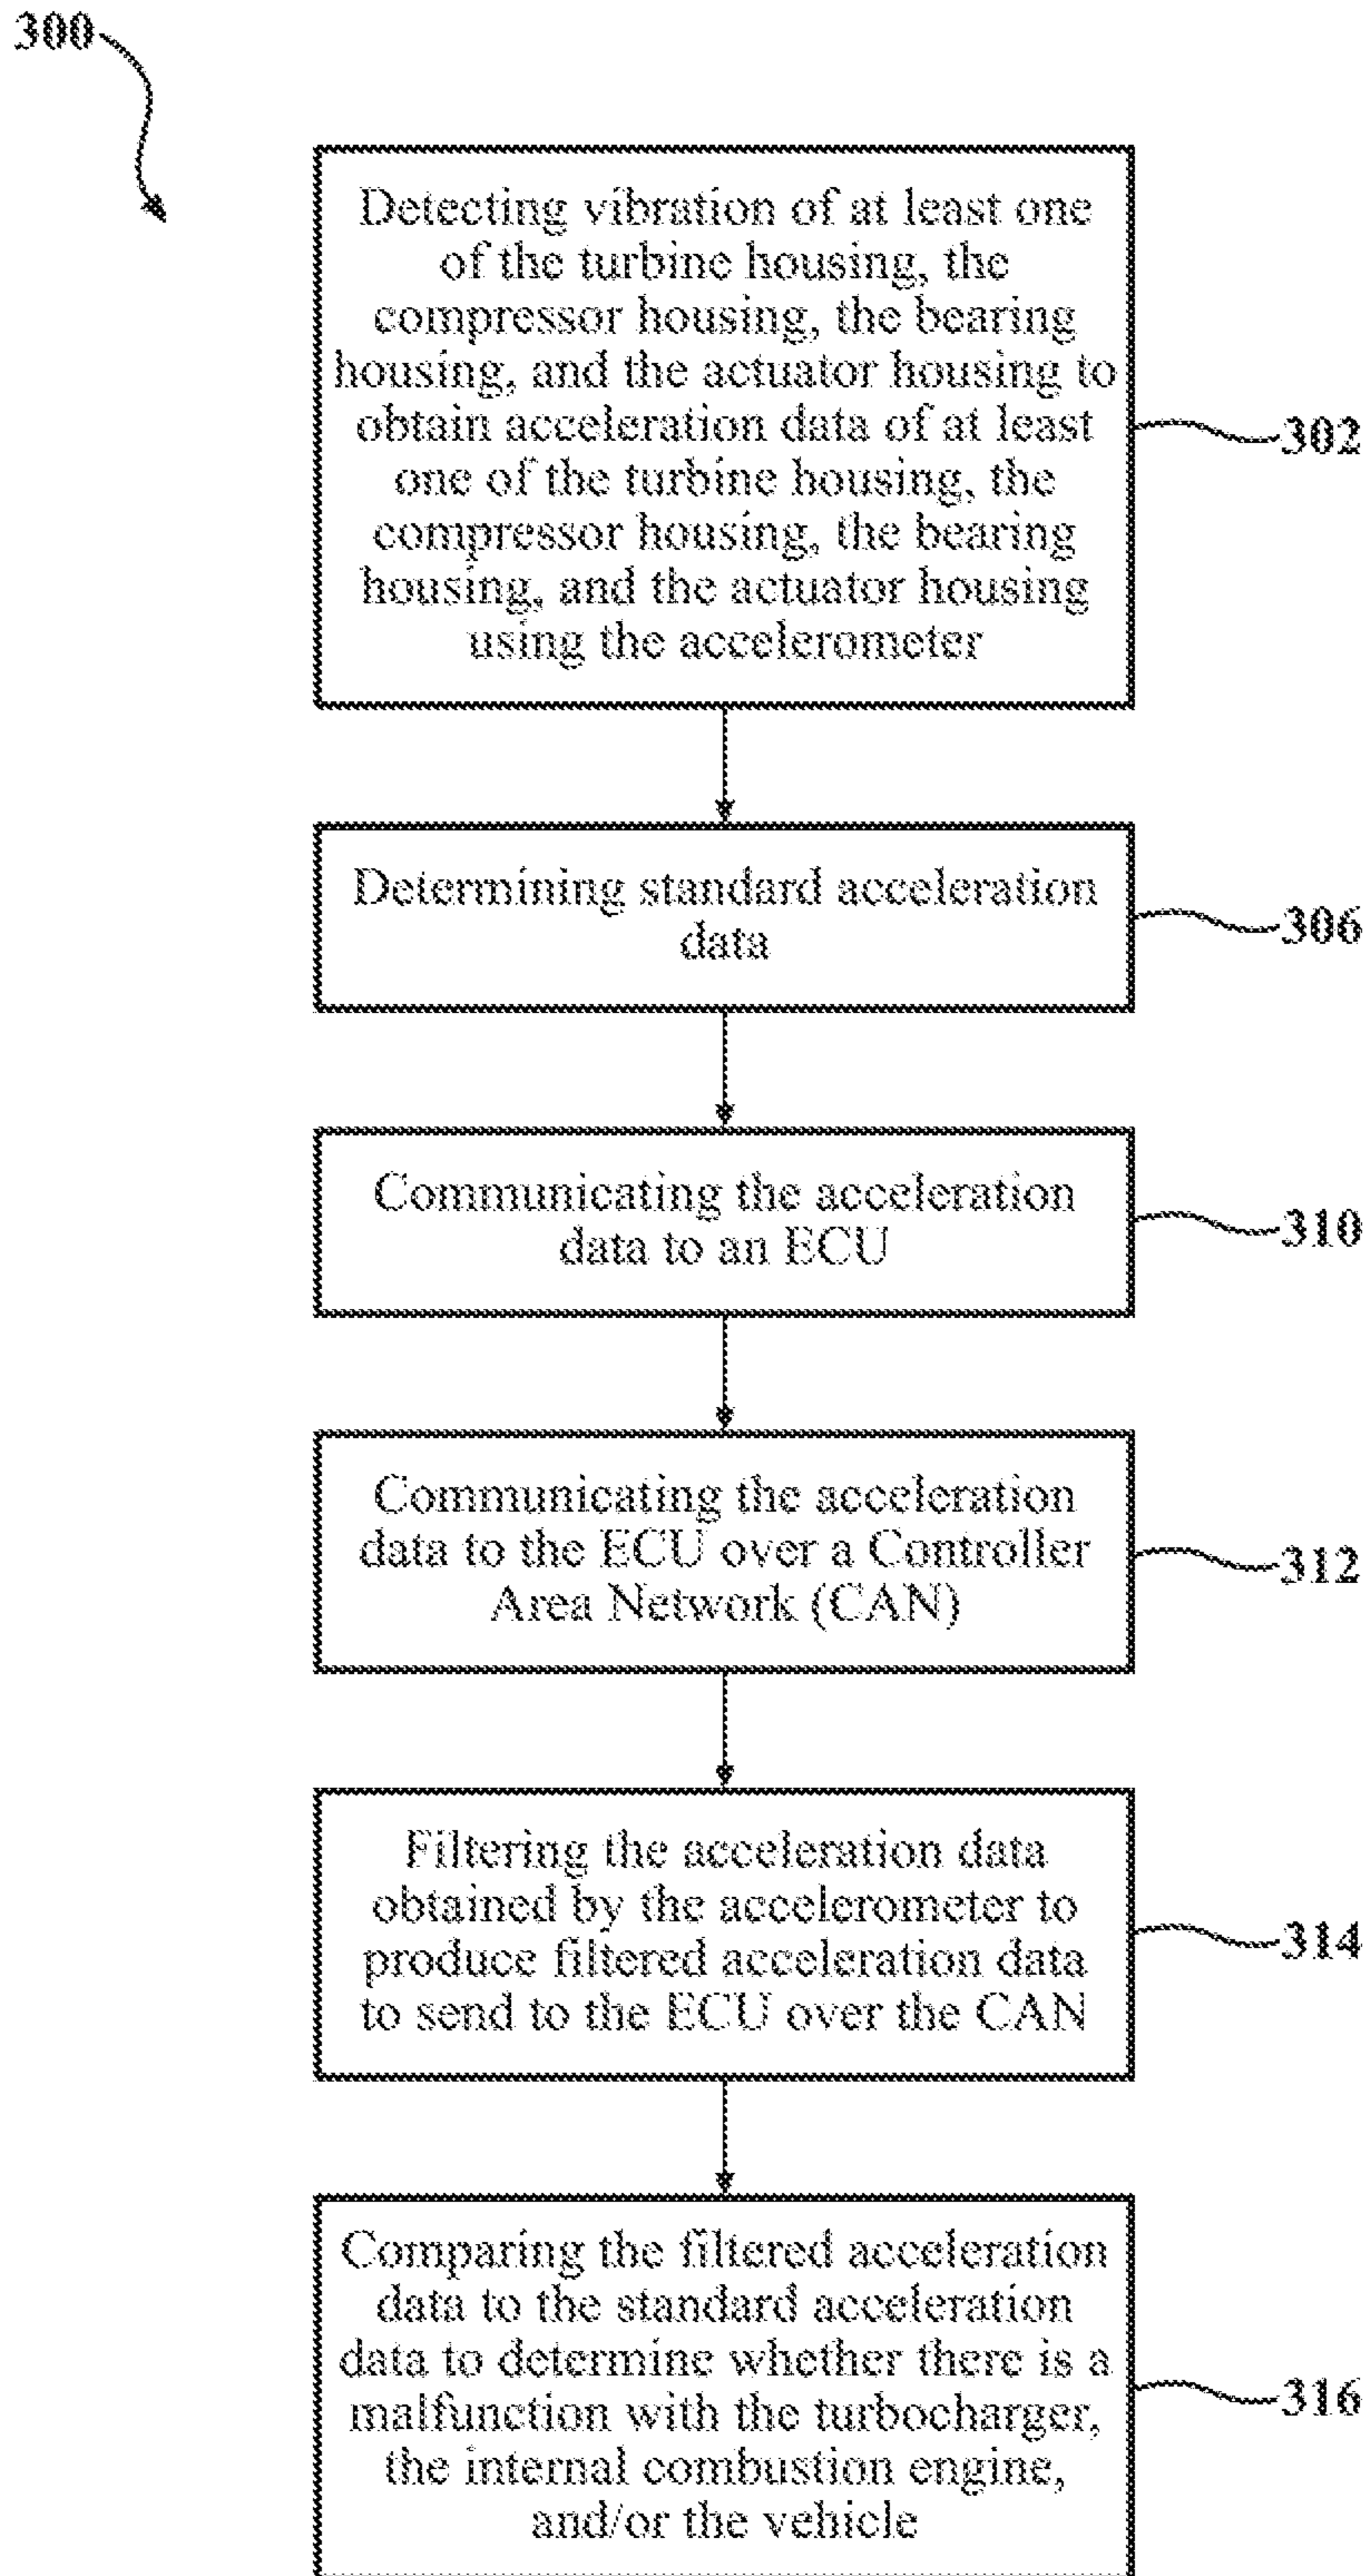 300
Detecting vibration of at least one
of the turbine housing, the
compressor housing, the bearing
housing, and the actuator housing to
obtain acceleration data of at least
one of the turbine housing, the
compressor housing, the bearing
housing, and the actuator housing
using the accelerometer
302
Determining standard acceleration
data
306
Communicating the acceleration
data to an ECU
310
Communicating the acceleration
data to the ECU over a Controller
Area Network (CAN)
312
Filtering the acceleration data
obtained by the accelerometer to
produce filtered acceleration data
to send to the ECU over the CAN
314
Comparing the filtered acceleration
data to the standard acceleration
data to determine whether there is a
malfunction with the turbocharger,
the internal combustion engine,
and/or the vehicle
316